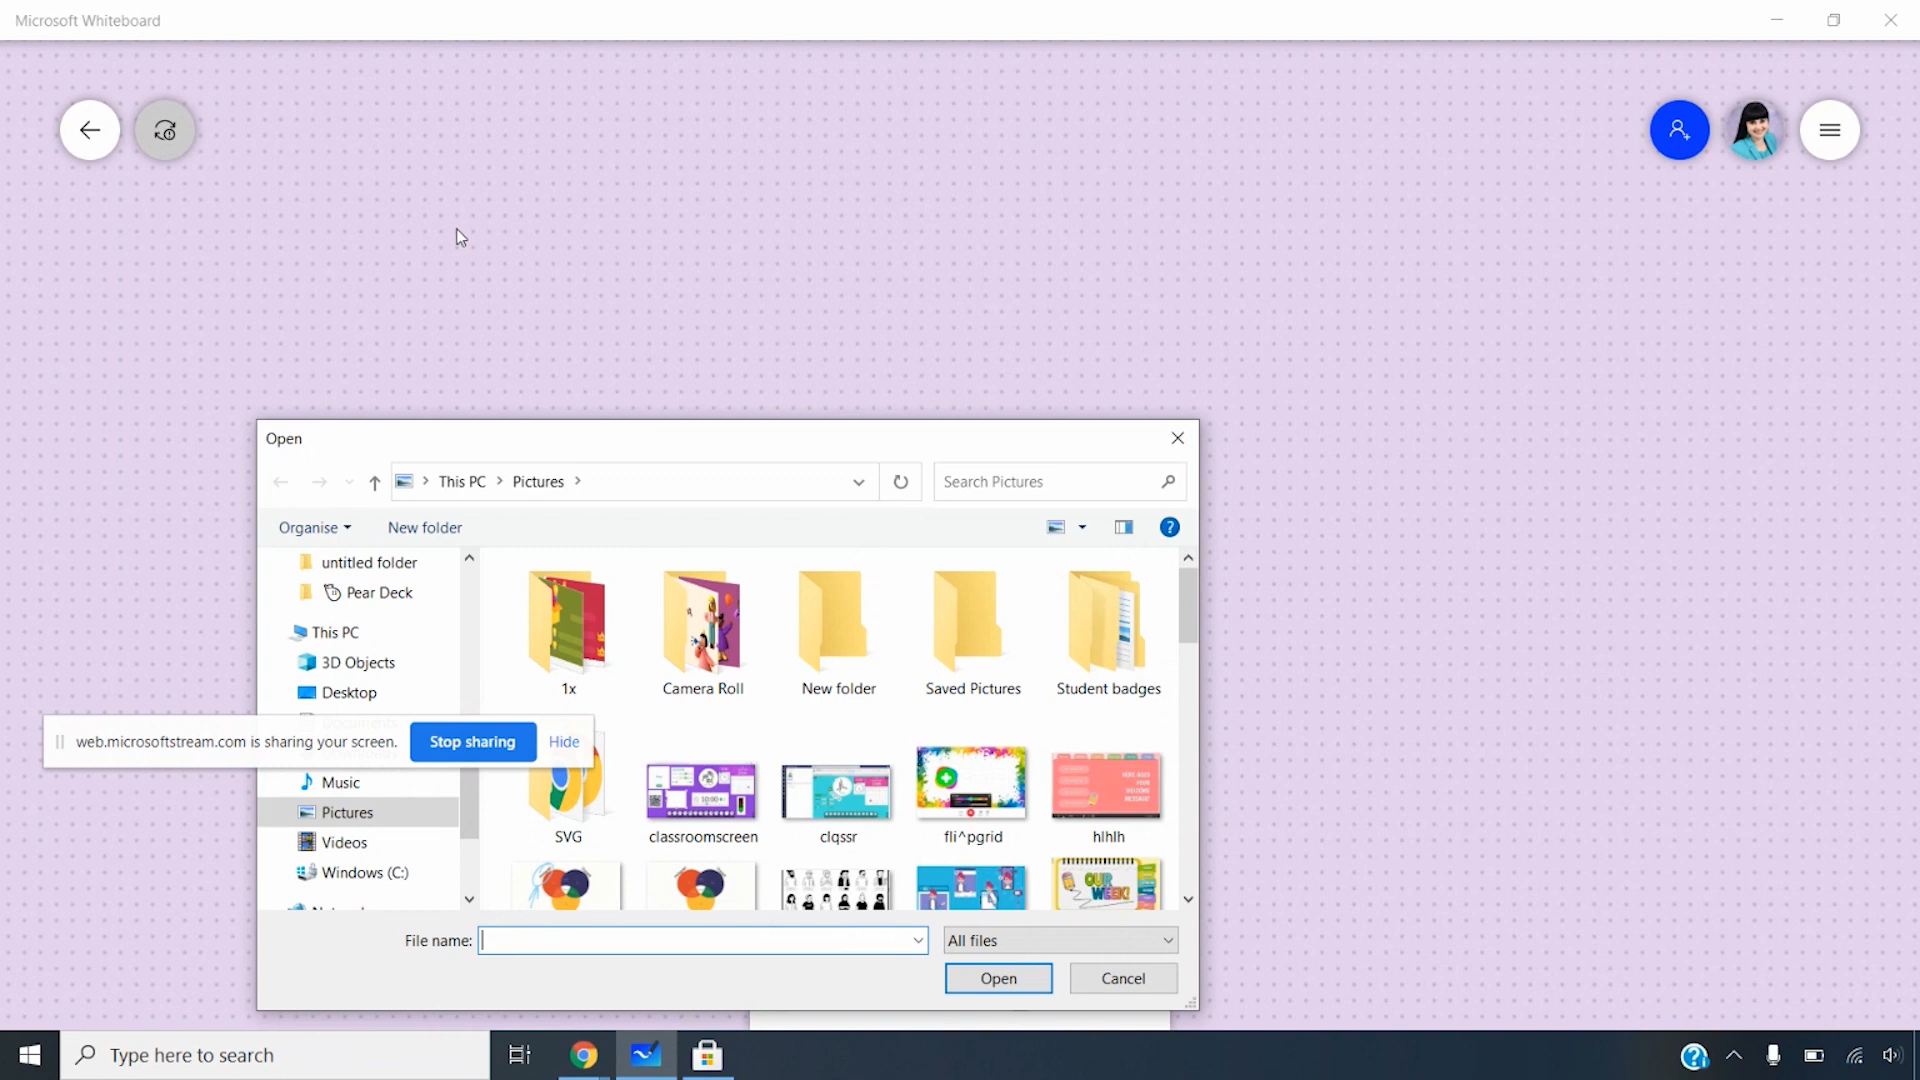 Microsoft Whiteboard
Open
This PC
Pictures
Search Pictures
Organise
New folder
untitled folder
Pear Deck
This PC
3D Objects
Desktop
web.microsoftstream.com is sharing your screen.
Stop sharing
Hide
Music
Pictures
Videos
Windows (C:)
1x
Camera Roll
New folder
Saved Pictures
Student badges
SVG
classroomscreen
clqssr
fli^pgrid
hlhlh
OUR
WEEK!
File name:
All files
Open
Cancel
Type here to search